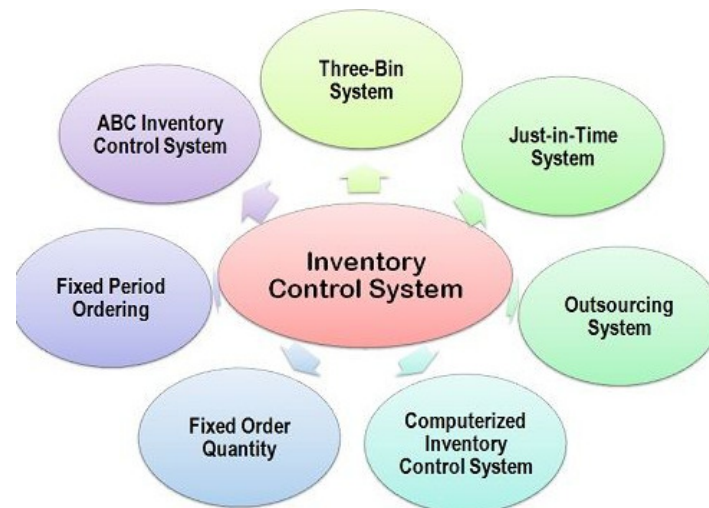 Three-Bin
System
ABC Inventory
Control System
Just-in-Time
System
Inventory
Control System
Fixed Period
Ordering
Outsourcing
System
Fixed Order
Quantity
Computerized
Inventory
Control System